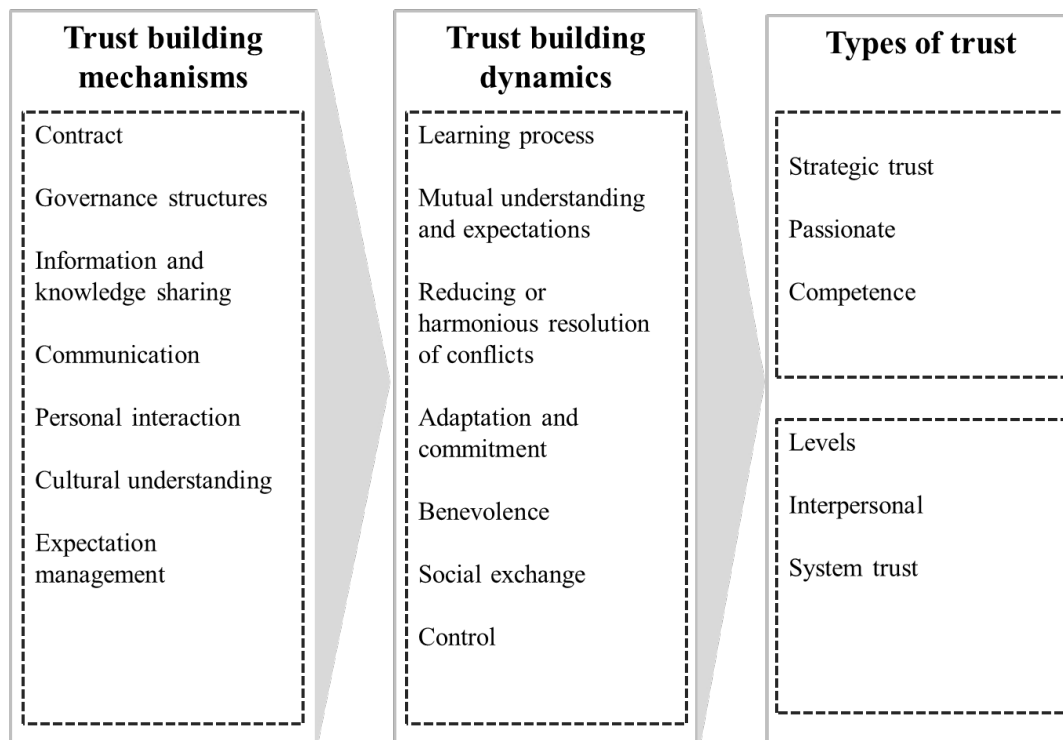 Trust building
mechanisms
Contract
Governance structures
Information and
knowledge sharing
Communication
Personal interaction
Cultural understanding
Expectation
management
Trust building
dynamics
Learning process
Mutual understanding
and expectations
Reducing or
harmonious resolution
of conflicts
Adaptation and
commitment
Benevolence
Social exchange
Control
Types of trust
Strategic trust
Passionate
Competence
Levels
Interpersonal
System trust